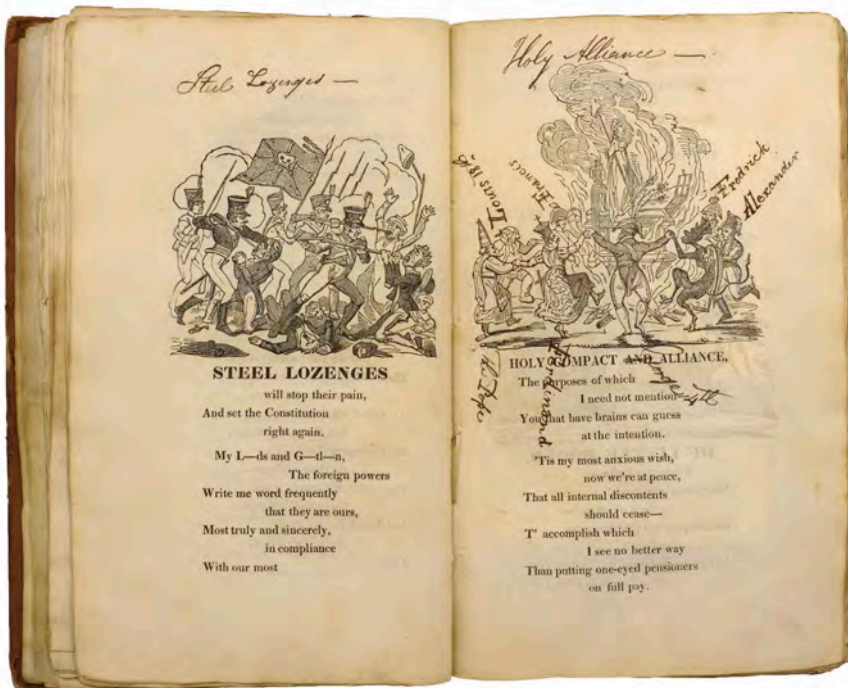 Steel Lozenges —
STEEL LOZENGES
will stop their pain,
And set the Constitution
right again.
My L—ds and G—tl—n,
The foreign powers
Write me word frequently
that they are ours,
Most truly and sincerely,
in compliance
With our most
Holy Alliance —
Louis 18th
Francis
Fredrick
Alexander
The Pope
Ferdinand
George 4th
HOLY COMPACT AND ALLIANCE,
The purposes of which
I need not mention—
You that have brains can guess
at the intention.
'Tis my most anxious wish,
now we're at peace,
That all internal discontents
should cease—
T' accomplish which
I see no better way
Than putting one-eyed pensioners
on full pay.